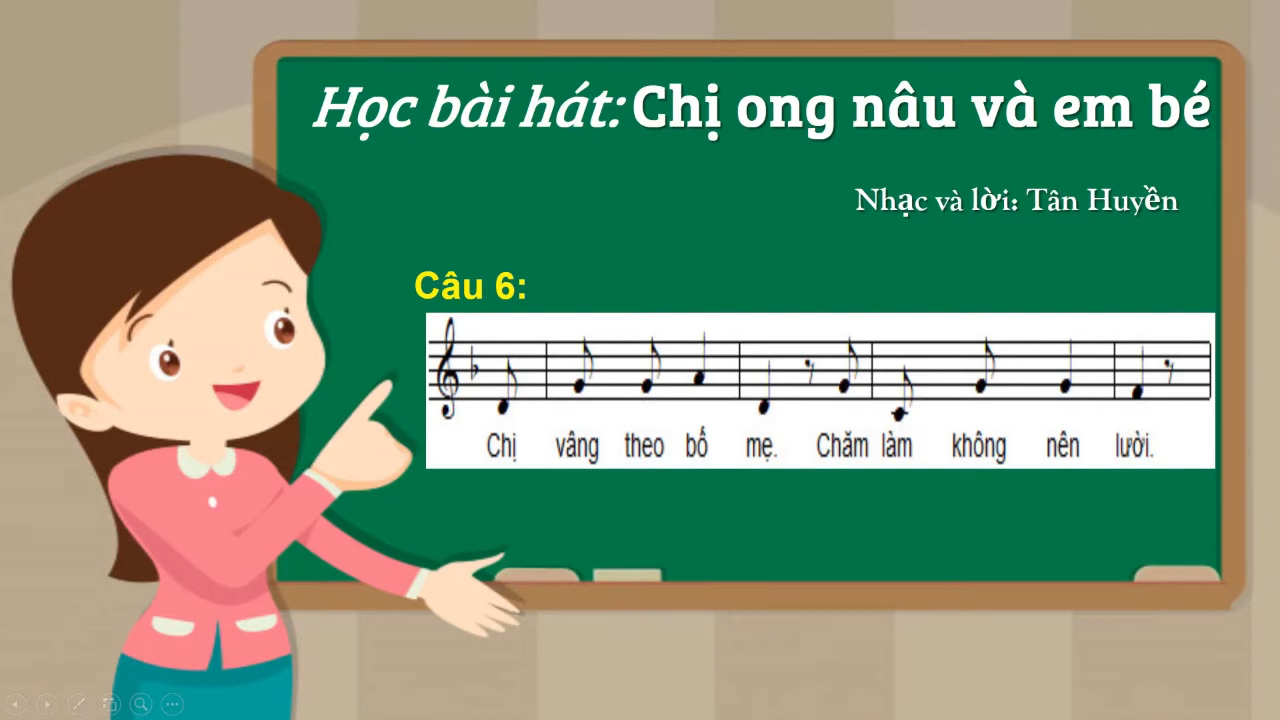 Học bài hát: Chị ong nâu và em bé
Nhạc và lời: Tân Huyền
Câu 6:
Chị vâng theo bố mẹ. Chăm làm không nên lười.